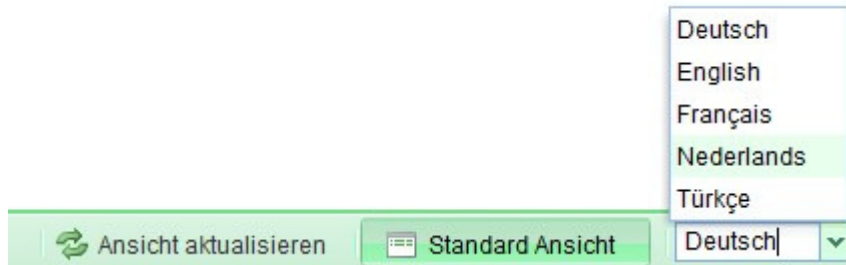 Deutsch
English
Français
Nederlands
Türkçe
Ansicht aktualisieren Standard Ansicht Deutsch